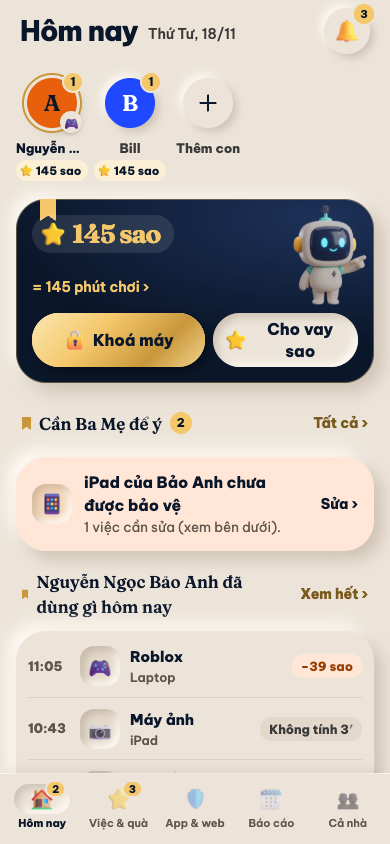 Hôm nay Thứ Tư, 18/11
3
1
1
A
B
Nguyễn ...
Bill
Thêm con
145 sao
145 sao
145 sao
= 145 phút chơi ›
Khoá máy
Cho vay
sao
Cần Ba Mẹ để ý 2
Tất cả ›
iPad của Bảo Anh chưa
được bảo vệ
1 việc cần sửa (xem bên dưới).
Sửa ›
Nguyễn Ngọc Bảo Anh đã
dùng gì hôm nay
Xem hết ›
11:05
Roblox
Laptop
−39 sao
10:43
Máy ảnh
iPad
Không tính 3′
2
3
Hôm nay
Việc & quà
App & web
Báo cáo
Cả nhà